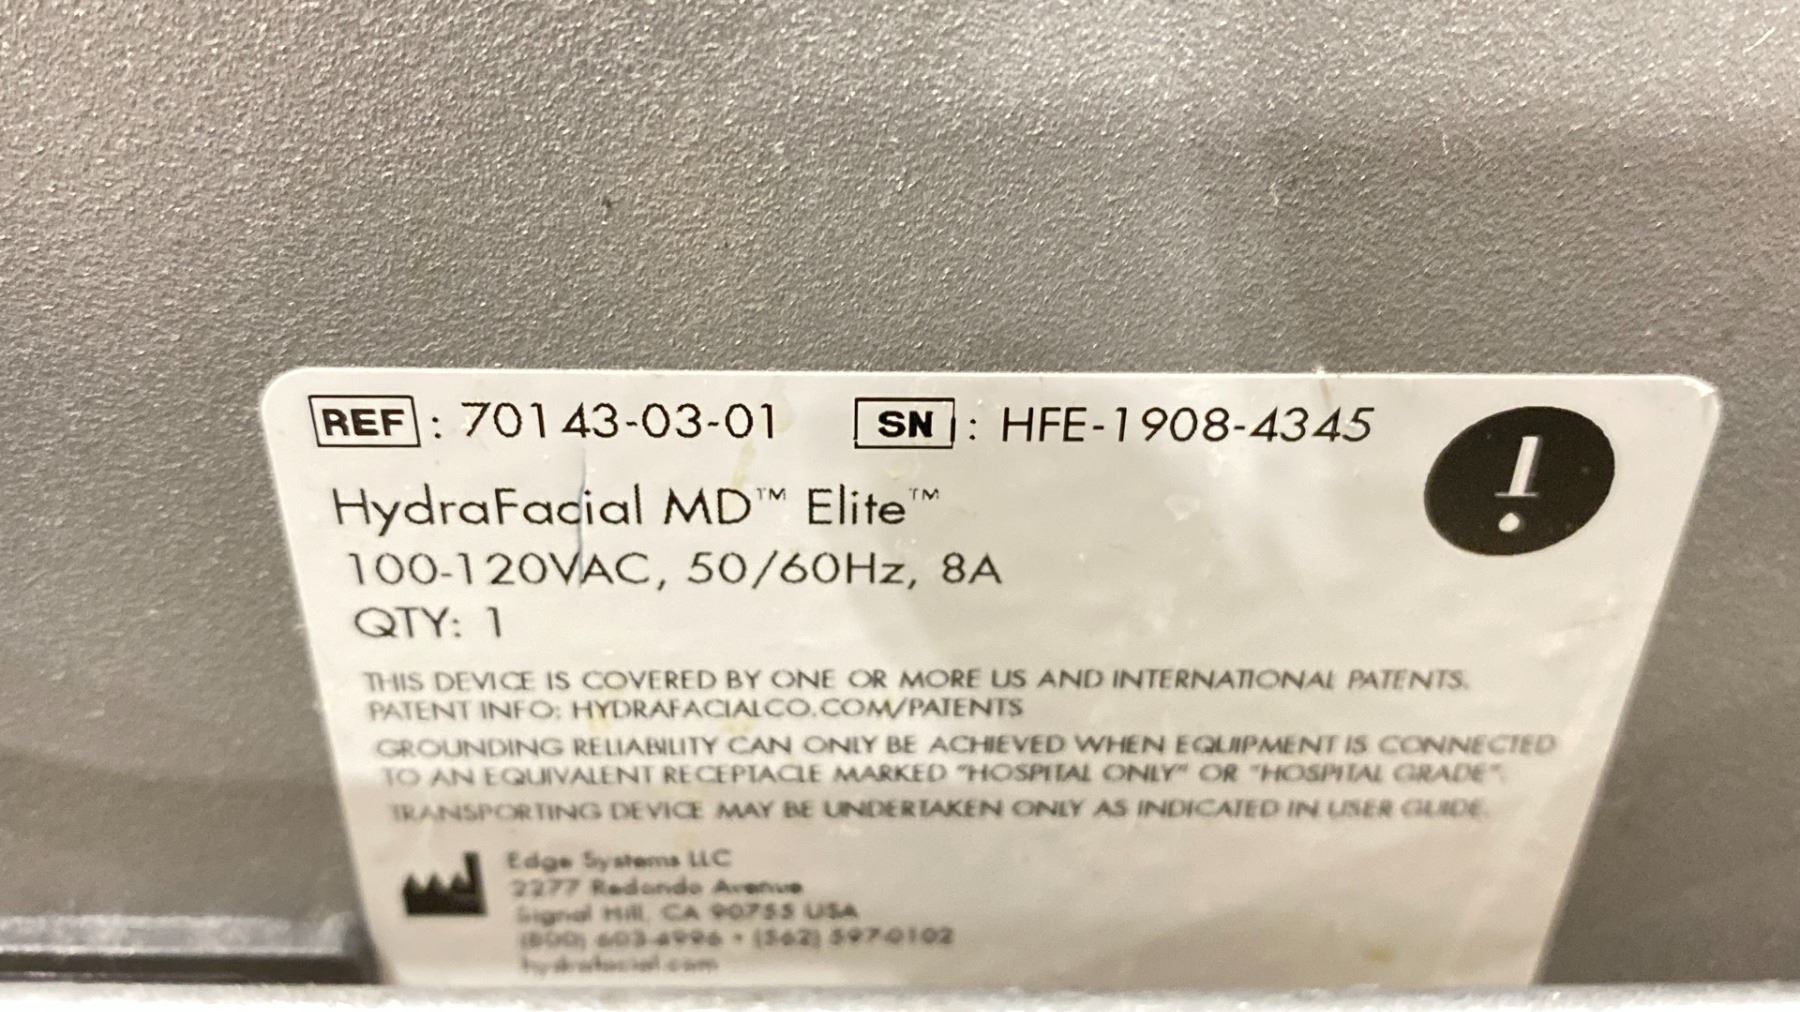 REF : 70143-03-01 SN : HFE-1908-4345
HydraFacial MD™ Elite™
100-120VAC, 50/60Hz, 8A
QTY: 1
THIS DEVICE IS COVERED BY ONE OR MORE US AND INTERNATIONAL PATENTS.
PATENT INFO: HYDRAFACIALCO.COM/PATENTS
GROUNDING RELIABILITY CAN ONLY BE ACHIEVED WHEN EQUIPMENT IS CONNECTED
TO AN EQUIVALENT RECEPTACLE MARKED "HOSPITAL ONLY" OR "HOSPITAL GRADE".
TRANSPORTING DEVICE MAY BE UNDERTAKEN ONLY AS INDICATED IN USER GUIDE.
Edge Systems LLC
2277 Redondo Avenue
Signal Hill, CA 90755 USA
(800) 603-4996 • (562) 597-0102
hydrafacial.com